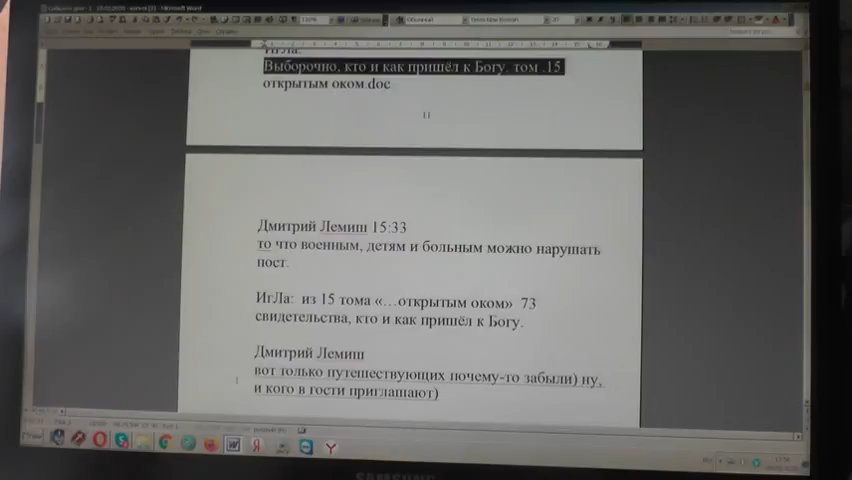 ИгЛа:
Выборочно, кто и как пришёл к Богу. том .15
открытым оком.doc
11
Дмитрий Лемиш 15:33
то что военным, детям и больным можно нарушать
пост.
ИгЛа: из 15 тома «…открытым оком» 73
свидетельства, кто и как пришёл к Богу.
Дмитрий Лемиш
вот только путешествующих почему-то забыли) ну,
и кого в гости приглашают)
SAMSUNG